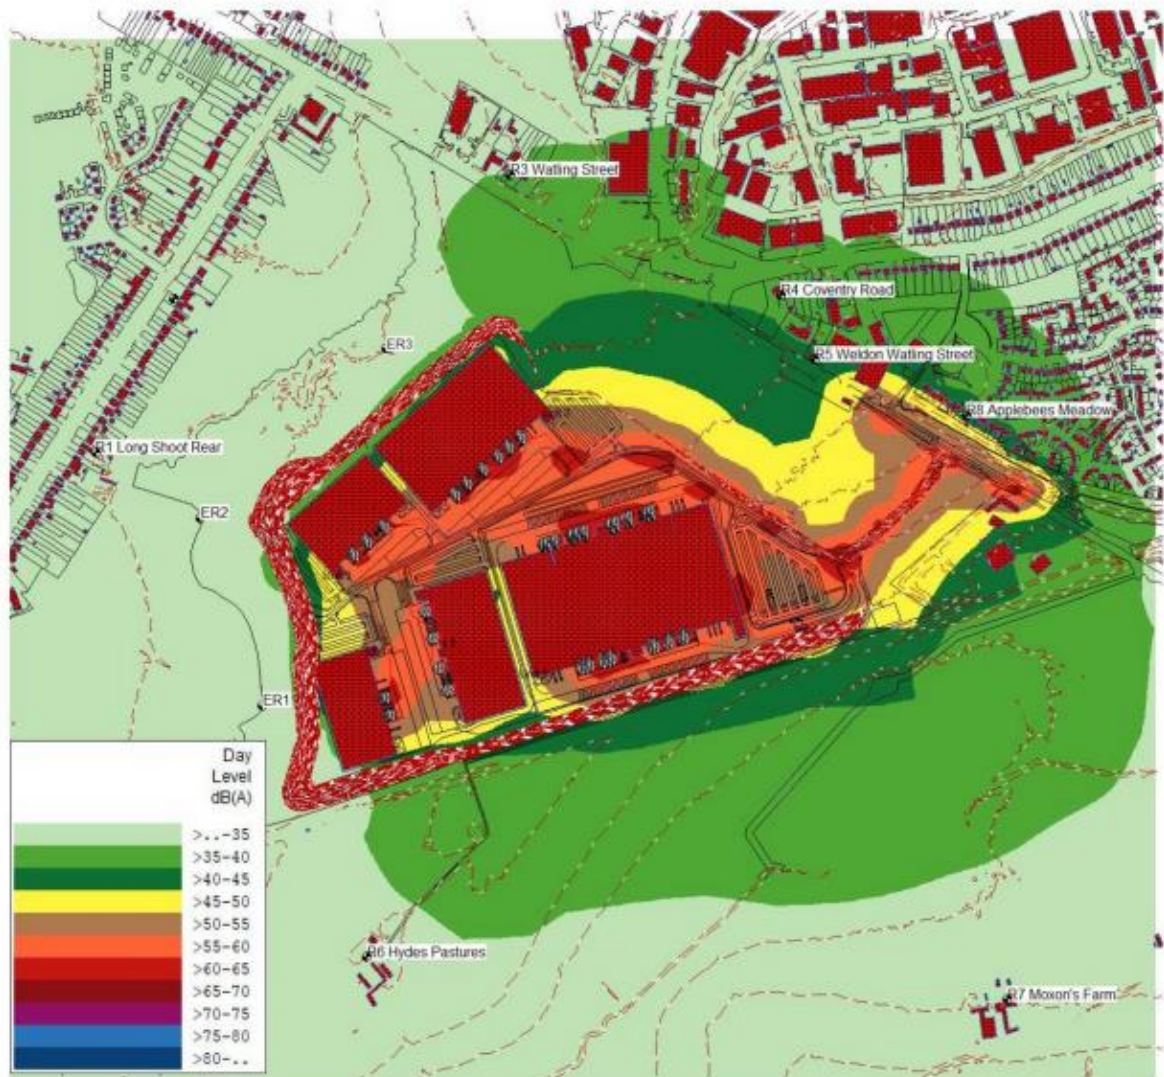 R3 Watling Street
R4 Coventry Road
ER3
R5 Weldon Watling Street
R8 Applebees Meadow
R1 Long Shoot Rear
ER2
ER1
Day
Level
dB(A)
>..-35
>35-40
>40-45
>45-50
>50-55
>55-60
>60-65
>65-70
>70-75
>75-80
>80-..
R6 Hydes Pastures
R7 Moxon's Farm